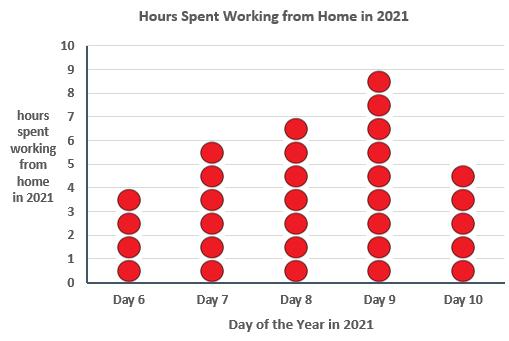 Hours Spent Working from Home in 2021
10
9
8
7
6
5
4
3
2
1
0
hours
spent
working
from
home
in 2021
Day 6 Day 7 Day 8 Day 9 Day 10
Day of the Year in 2021